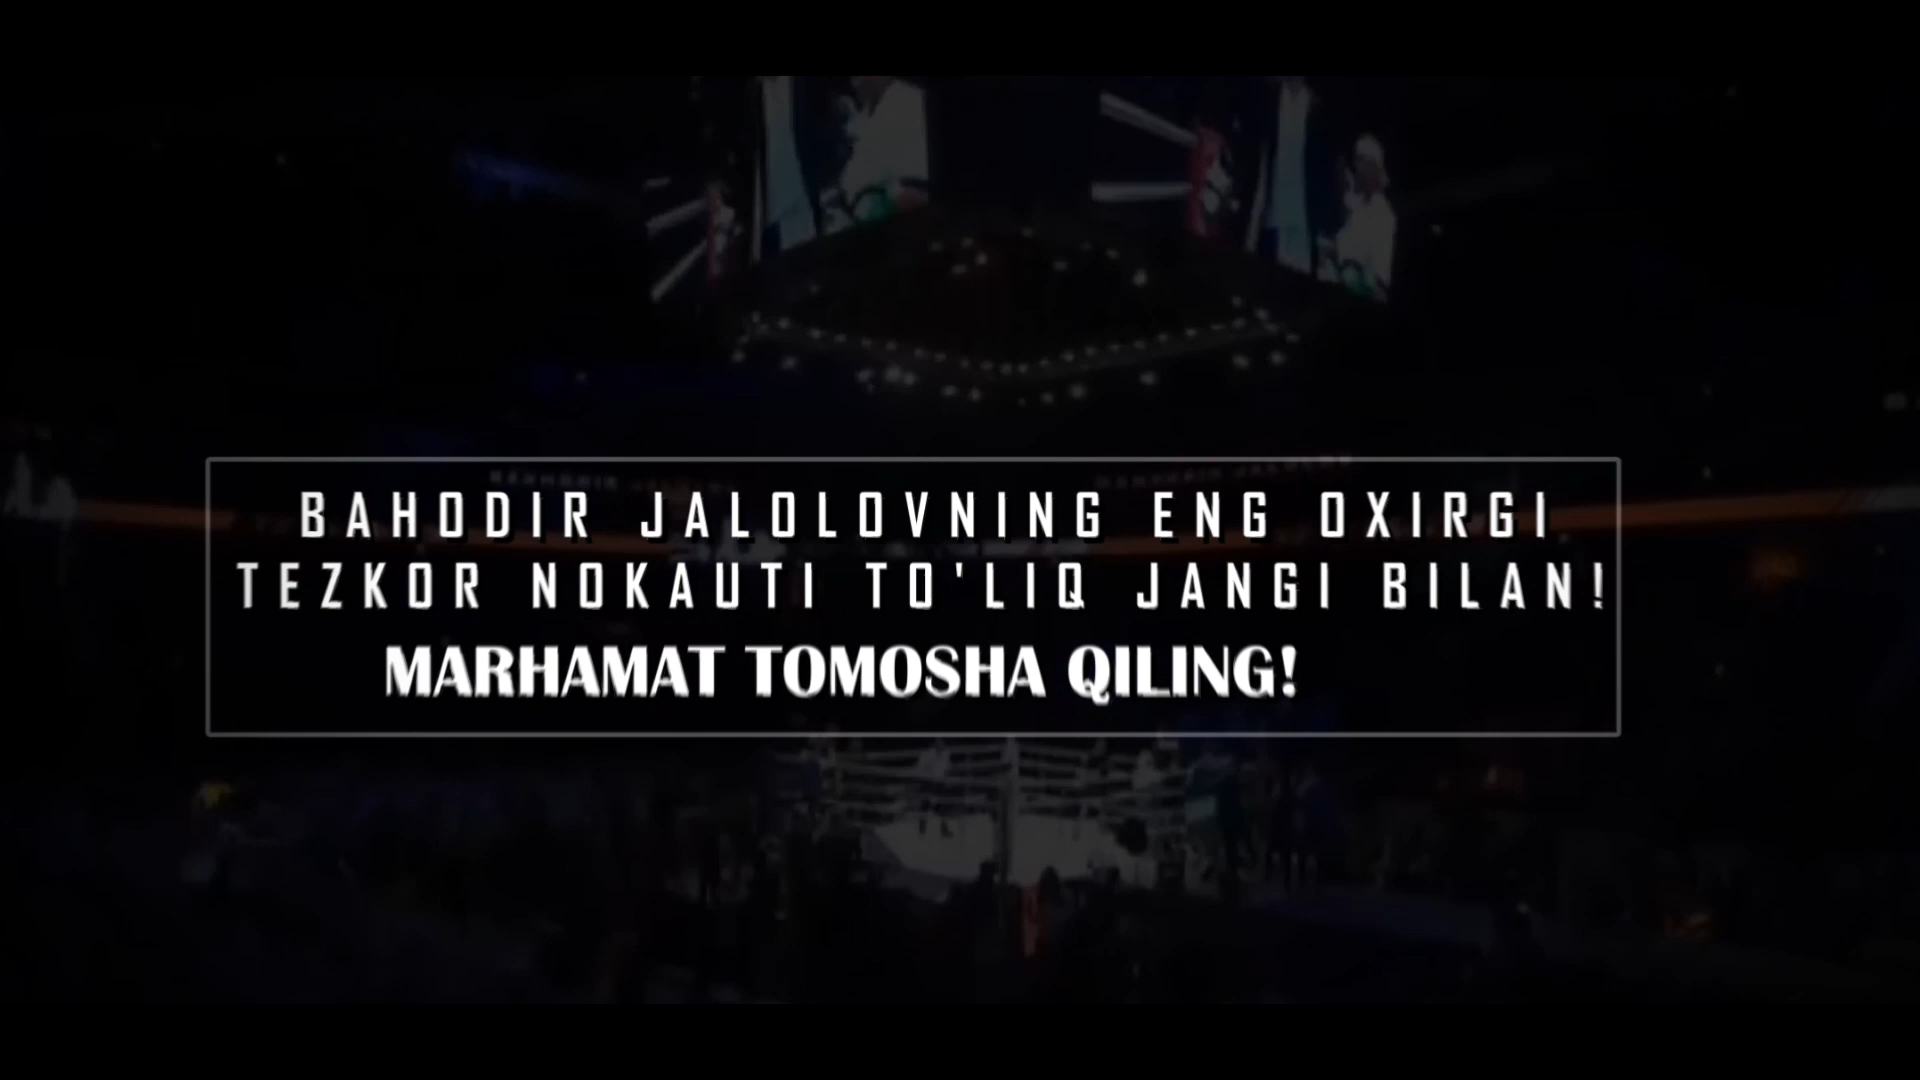 BAHODIR JALOLOVNING ENG OXIRGI
TEZKOR NOKAUTI TO'LIQ JANGI BILAN!
MARHAMAT TOMOSHA QILING!